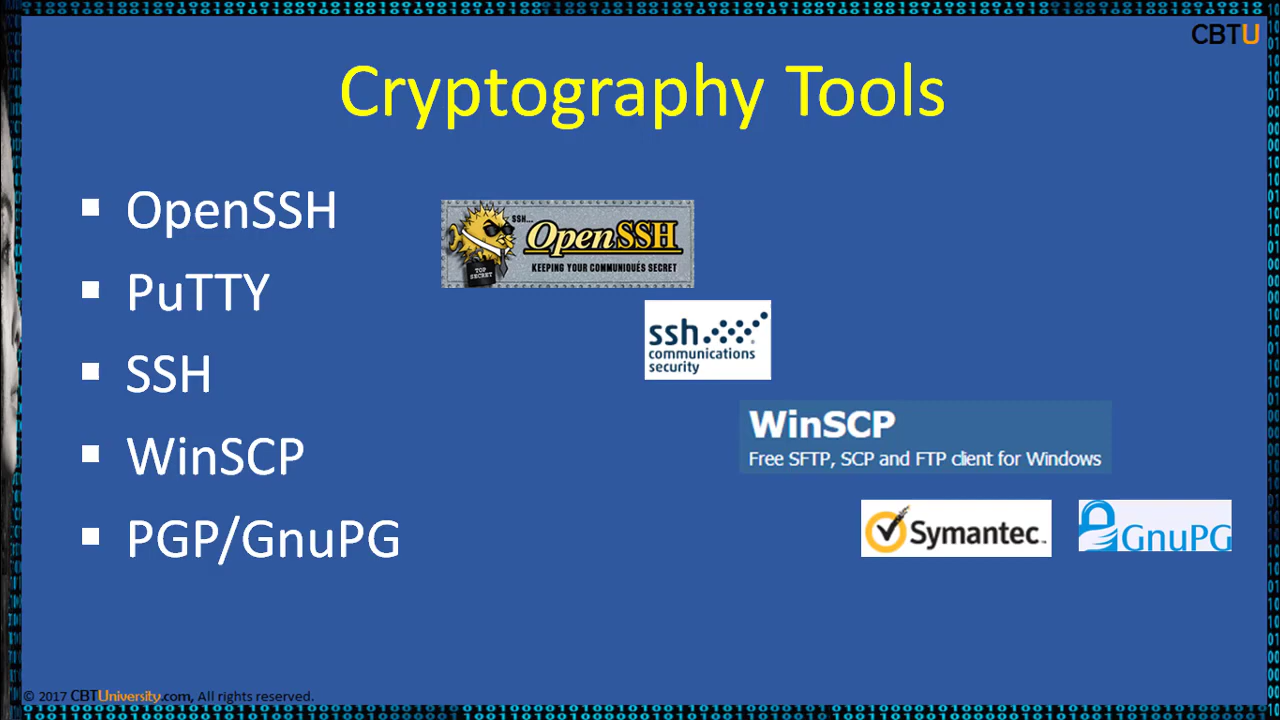 CBTU
Cryptography Tools
OpenSSH
PuTTY
SSH
WinSCP
PGP/GnuPG
SSH...
OpenSSH
KEEPING YOUR COMMUNIQUÉS SECRET
TOP
SECRET
ssh
communications
security
WinSCP
Free SFTP, SCP and FTP client for Windows
Symantec™
GnuPG
© 2017 CBTUniversity.com, All rights reserved.